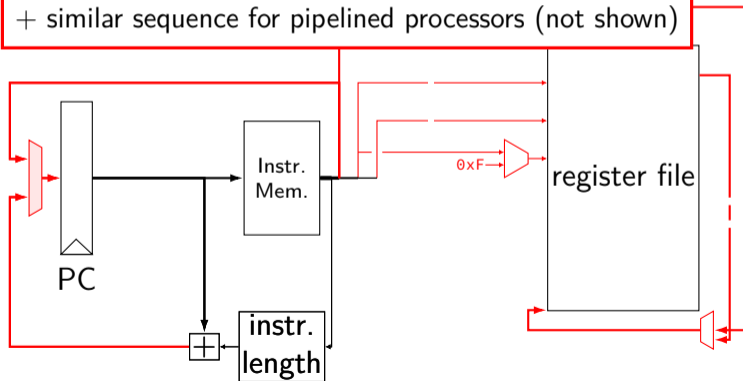 + similar sequence for pipelined processors (not shown)
Instr.
Mem.
0xF
register file
PC
instr.
length
+